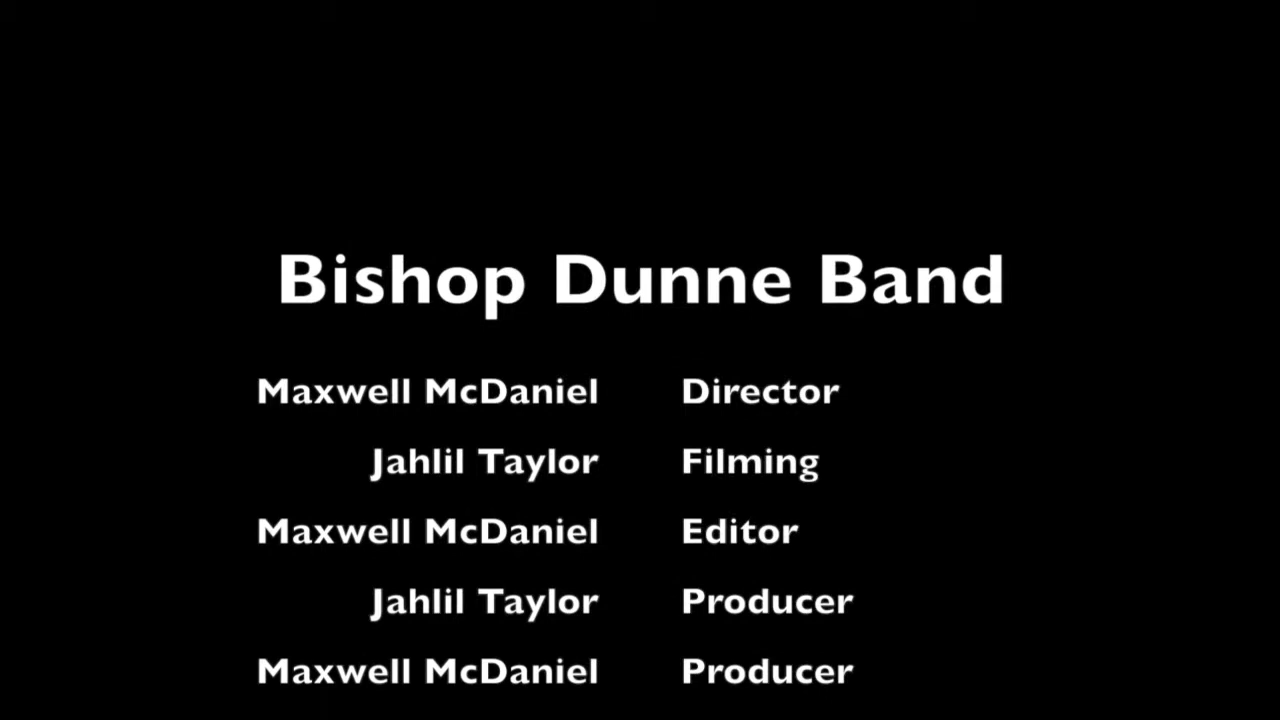 Bishop Dunne Band
Maxwell McDaniel Director
Jahlil Taylor Filming
Maxwell McDaniel Editor
Jahlil Taylor Producer
Maxwell McDaniel Producer